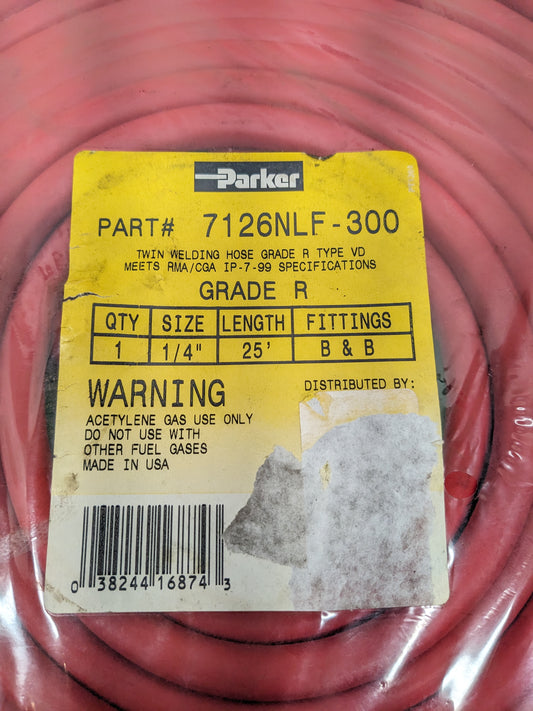 Parker
PART# 7126NLF-300
TWIN WELDING HOSE GRADE R TYPE VD
MEETS RMA/CGA IP-7-99 SPECIFICATIONS
GRADE R
QTY SIZE LENGTH FITTINGS
1 1/4" 25' B & B
WARNING
DISTRIBUTED BY:
ACETYLENE GAS USE ONLY
DO NOT USE WITH
OTHER FUEL GASES
MADE IN USA
0 38244 16874 3